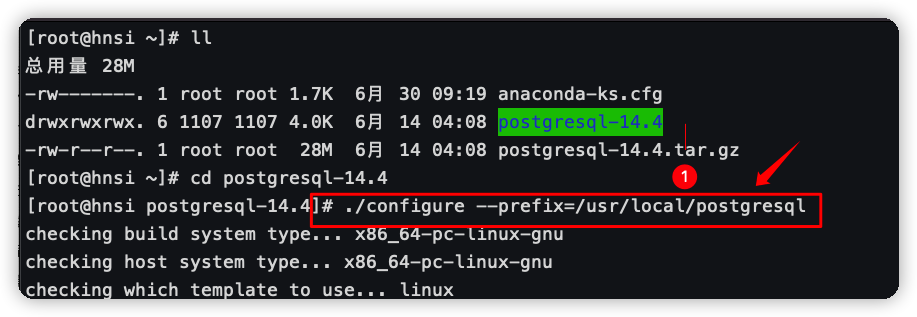 [root@hnsi ~]# ll
总用量 28M
-rw-------. 1 root root 1.7K  6月 30 09:19 anaconda-ks.cfg
drwxrwxrwx. 6 1107 1107 4.0K  6月 14 04:08 postgresql-14.4
-rw-r--r--. 1 root root  28M  6月 14 04:08 postgresql-14.4.tar.gz
[root@hnsi ~]# cd postgresql-14.4
1
[root@hnsi postgresql-14.4]# ./configure --prefix=/usr/local/postgresql
checking build system type... x86_64-pc-linux-gnu
checking host system type... x86_64-pc-linux-gnu
checking which template to use... linux